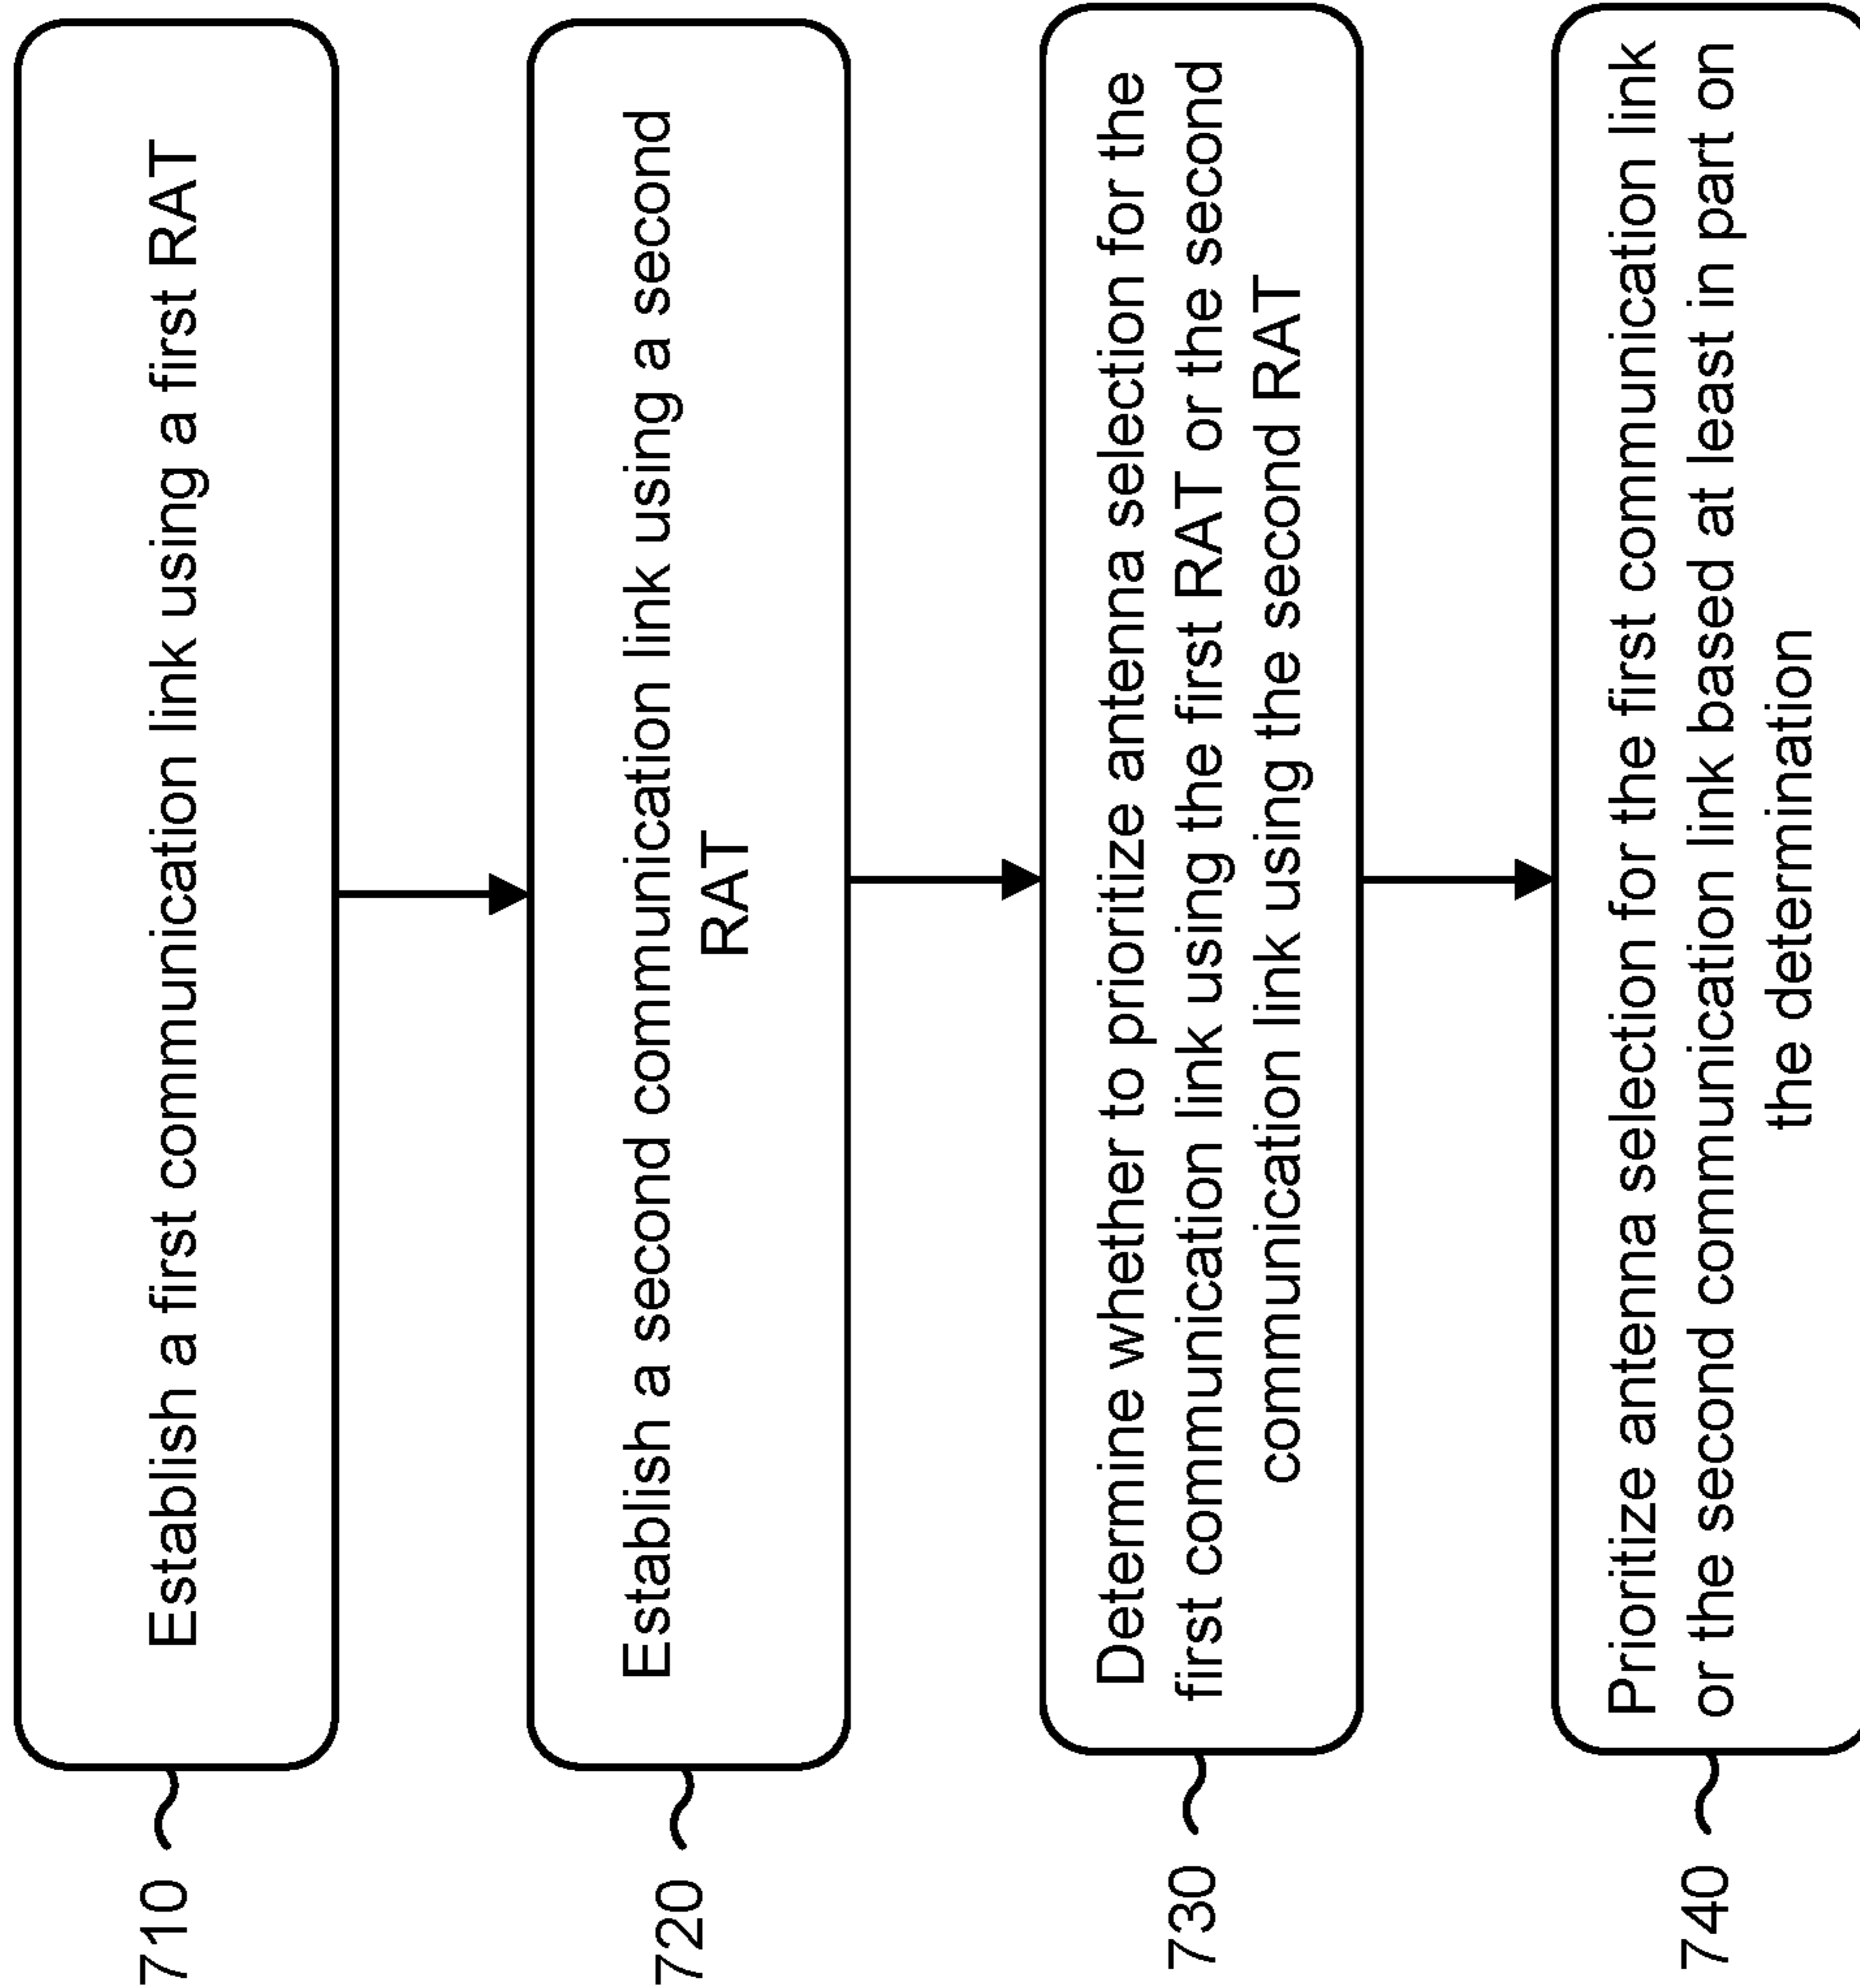 710
Establish a first communication link using a first RAT
720
Establish a second communication link using a second
RAT
730
Determine whether to prioritize antenna selection for the
first communication link using the first RAT or the second
communication link using the second RAT
740
Prioritize antenna selection for the first communication link
or the second communication link based at least in part on
the determination